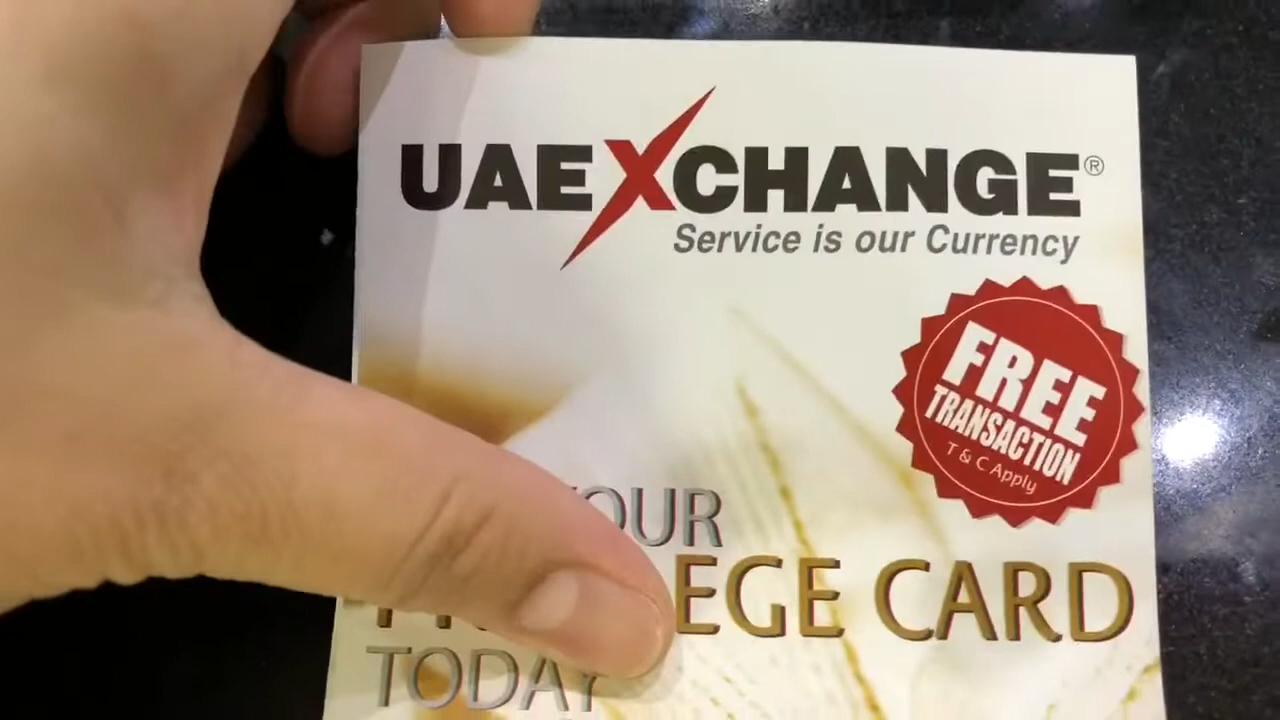 UAEXCHANGE®
Service is our Currency
FREE
TRANSACTION
T & C Apply
OUR
EGE CARD
TODAY